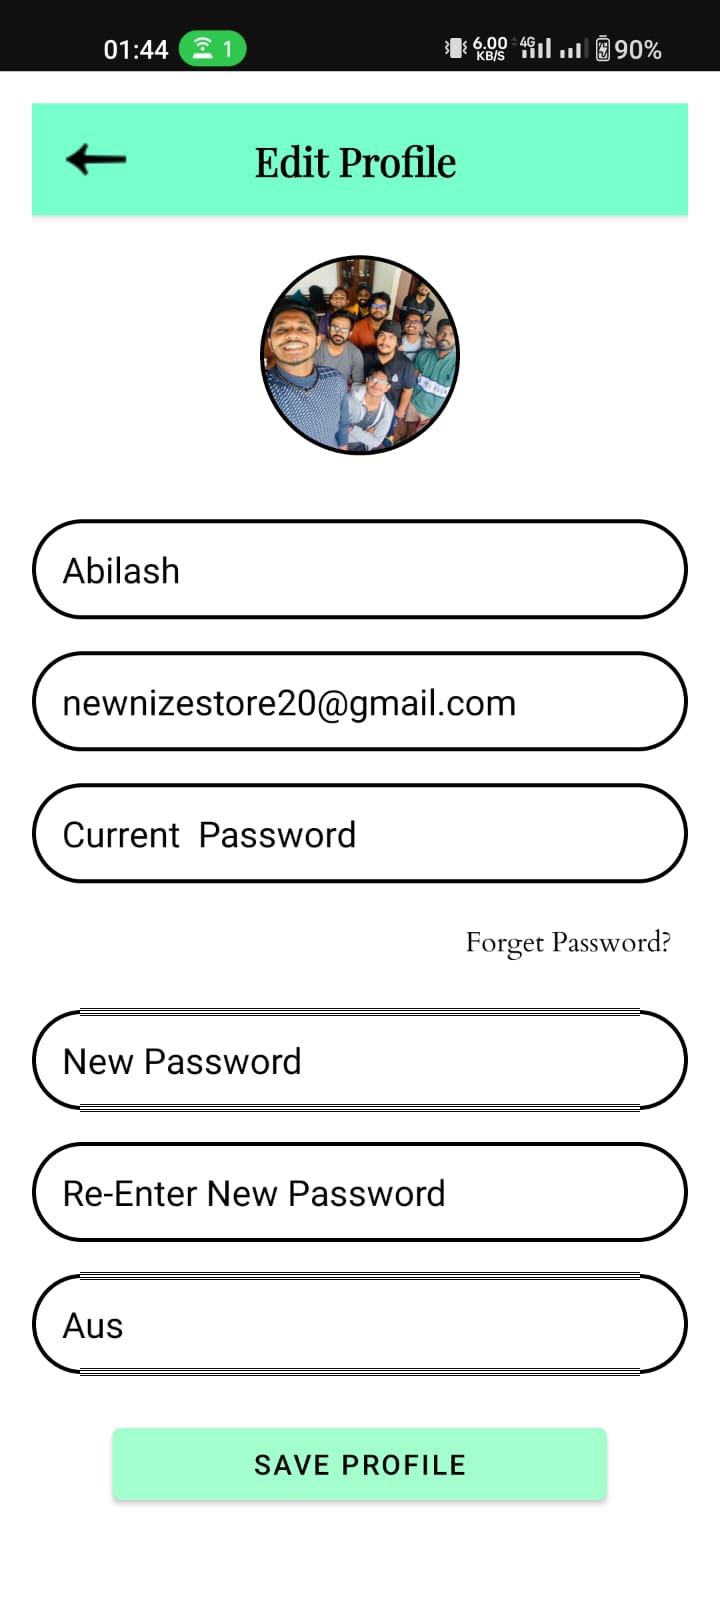 01:44 1 6.00 KB/S 4G 90%
Edit Profile
Abilash
newnizestore20@gmail.com
Current  Password
Forget Password?
New Password
Re-Enter New Password
Aus
SAVE PROFILE